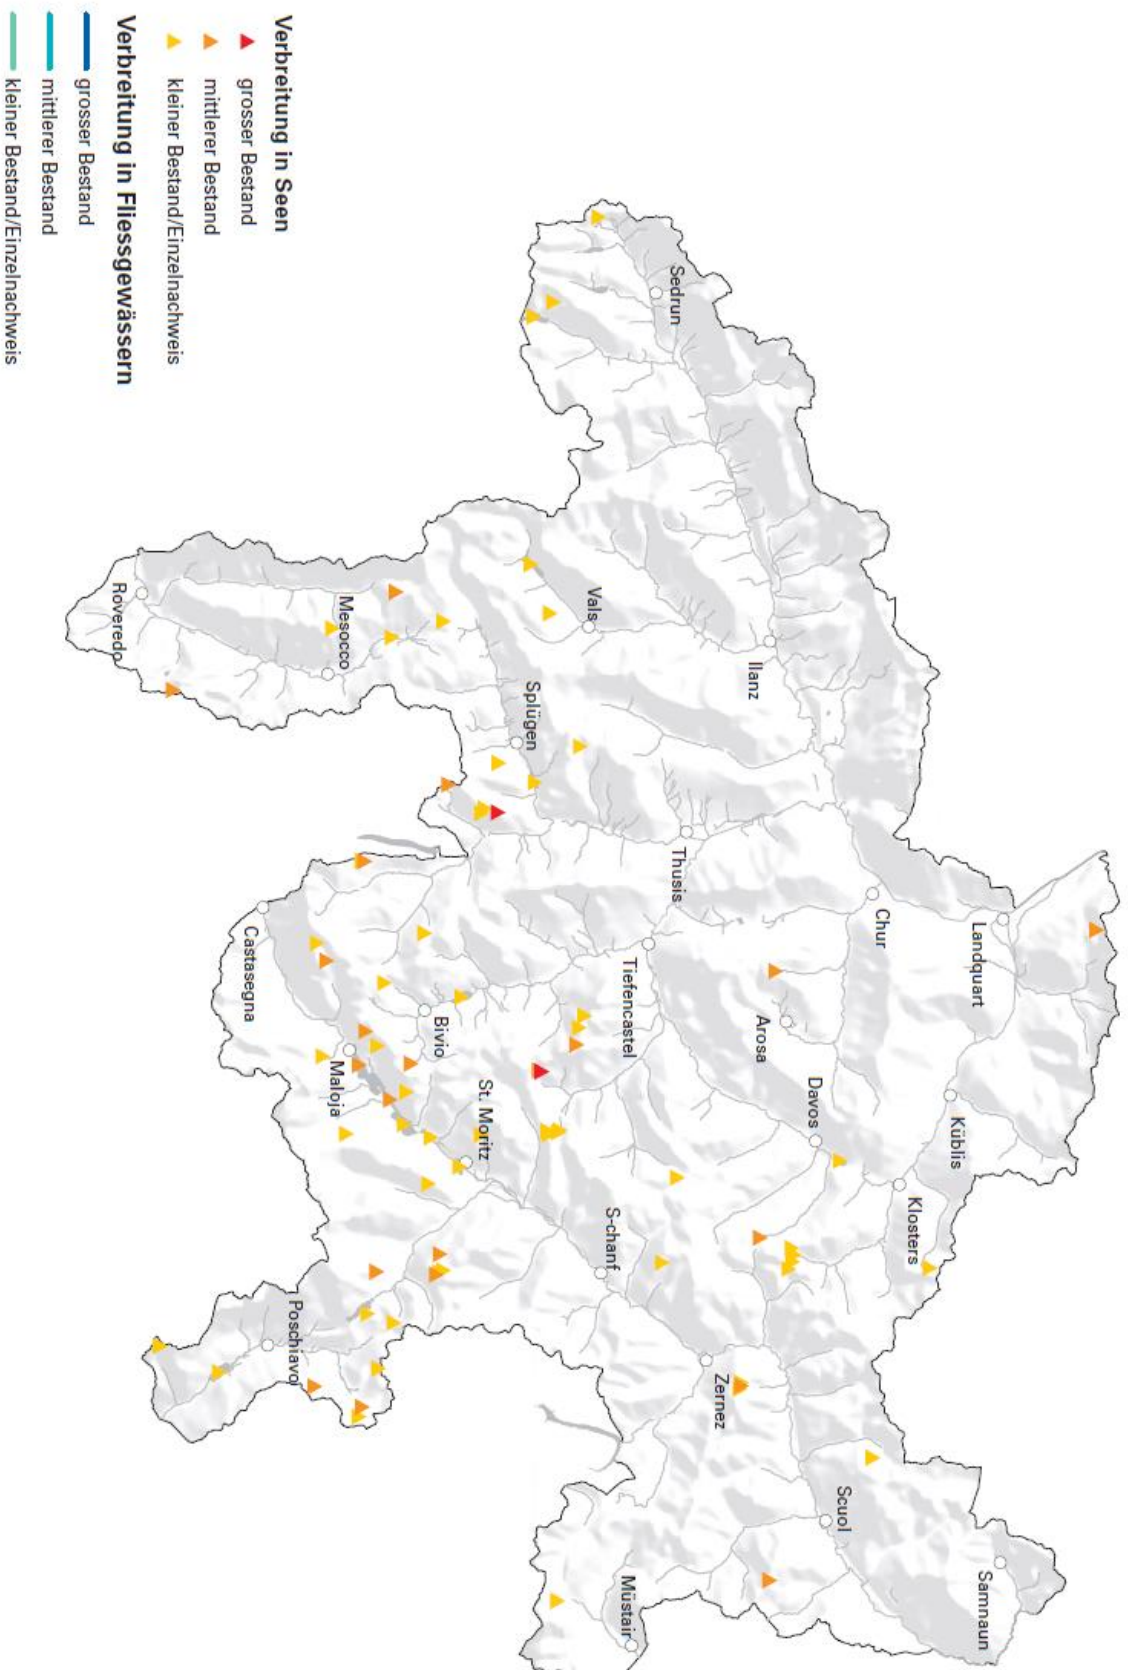 Verbreitung in Seen
grosser Bestand
mittlerer Bestand
kleiner Bestand/Einzelnachweis
Verbreitung in Fliessgewässern
grosser Bestand
mittlerer Bestand
kleiner Bestand/Einzelnachweis
Sedrun
Ilanz
Vals
Splügen
Mesocco
Roveredo
Thusis
Chur
Landquart
Tiefencastel
Arosa
Castasegna
Bivio
Maloja
St. Moritz
Davos
Küblis
Klosters
S-chanf
Poschiavo
Zernez
Scuol
Samnaun
Müstair